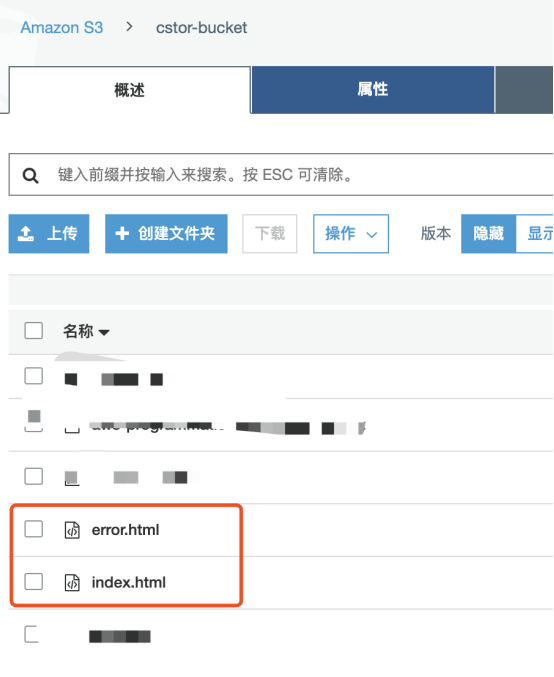 Amazon S3 > cstor-bucket
概述 属性
键入前缀并按输入来搜索。按 ESC 可清除。
上传 创建文件夹 下载 操作 版本 隐藏 显示
名称
error.html
index.html